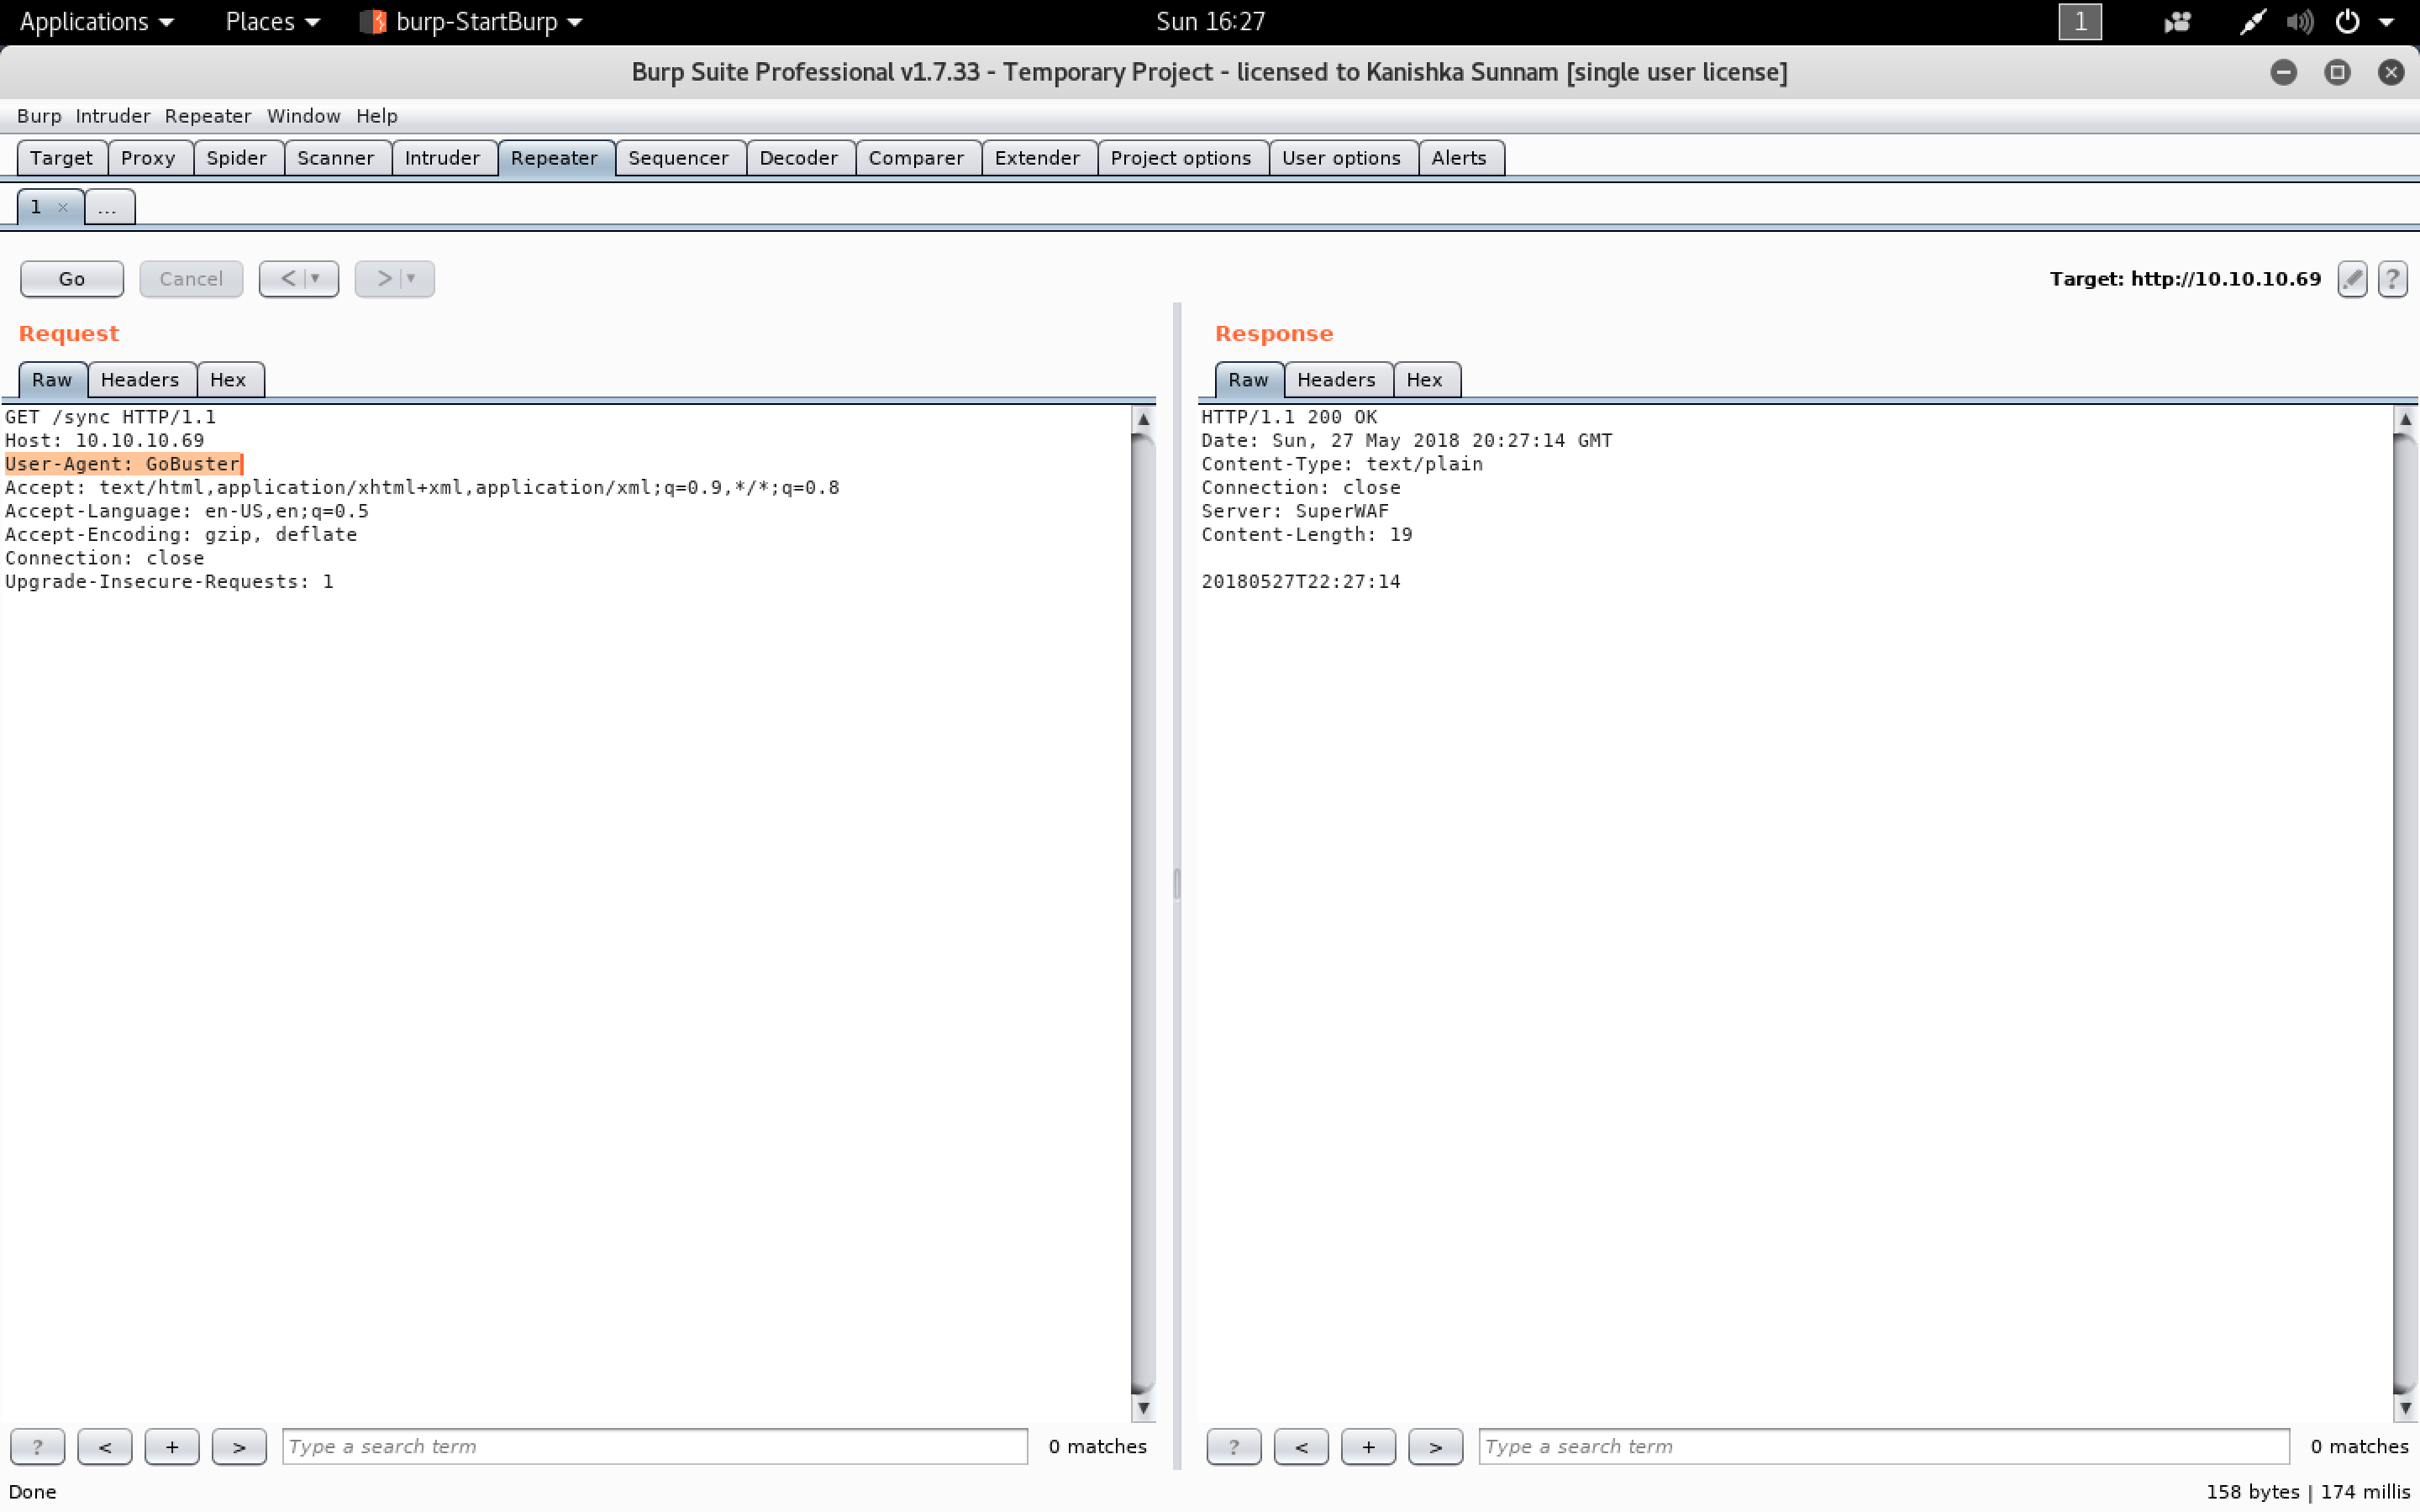 Applications Places burp-StartBurp Sun 16:27 1
Burp Suite Professional v1.7.33 - Temporary Project - licensed to Kanishka Sunnam [single user license]
Burp Intruder Repeater Window Help
Target Proxy Spider Scanner Intruder Repeater Sequencer Decoder Comparer Extender Project options User options Alerts
1 × ...
Go Cancel < > Target: http://10.10.10.69 ?
Request
Raw Headers Hex
GET /sync HTTP/1.1
Host: 10.10.10.69
User-Agent: GoBuster
Accept: text/html,application/xhtml+xml,application/xml;q=0.9,*/*;q=0.8
Accept-Language: en-US,en;q=0.5
Accept-Encoding: gzip, deflate
Connection: close
Upgrade-Insecure-Requests: 1
? < + > Type a search term 0 matches
Response
Raw Headers Hex
HTTP/1.1 200 OK
Date: Sun, 27 May 2018 20:27:14 GMT
Content-Type: text/plain
Connection: close
Server: SuperWAF
Content-Length: 19
20180527T22:27:14
? < + > Type a search term 0 matches
Done 158 bytes | 174 millis